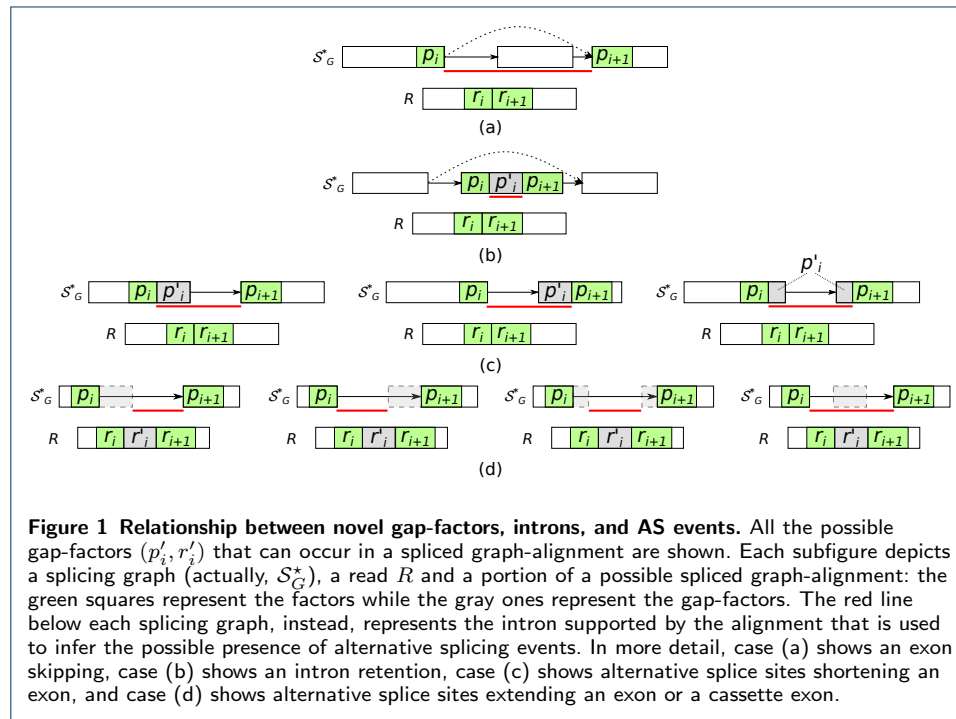 S*G pi pi+1
R ri ri+1
(a)
S*G pi p'i pi+1
R ri ri+1
(b)
p'i
S*G pi p'i pi+1 S*G pi p'i pi+1 S*G pi pi+1
R ri ri+1 R ri ri+1 R ri ri+1
(c)
S*G pi pi+1 S*G pi pi+1 S*G pi pi+1 S*G pi pi+1
R ri r'i ri+1 R ri r'i ri+1 R ri r'i ri+1 R ri r'i ri+1
(d)
Figure 1 Relationship between novel gap-factors, introns, and AS events. All the possible
gap-factors (p′i, r′i) that can occur in a spliced graph-alignment are shown. Each subfigure depicts
a splicing graph (actually, S⋆G), a read R and a portion of a possible spliced graph-alignment: the
green squares represent the factors while the gray ones represent the gap-factors. The red line
below each splicing graph, instead, represents the intron supported by the alignment that is used
to infer the possible presence of alternative splicing events. In more detail, case (a) shows an exon
skipping, case (b) shows an intron retention, case (c) shows alternative splice sites shortening an
exon, and case (d) shows alternative splice sites extending an exon or a cassette exon.